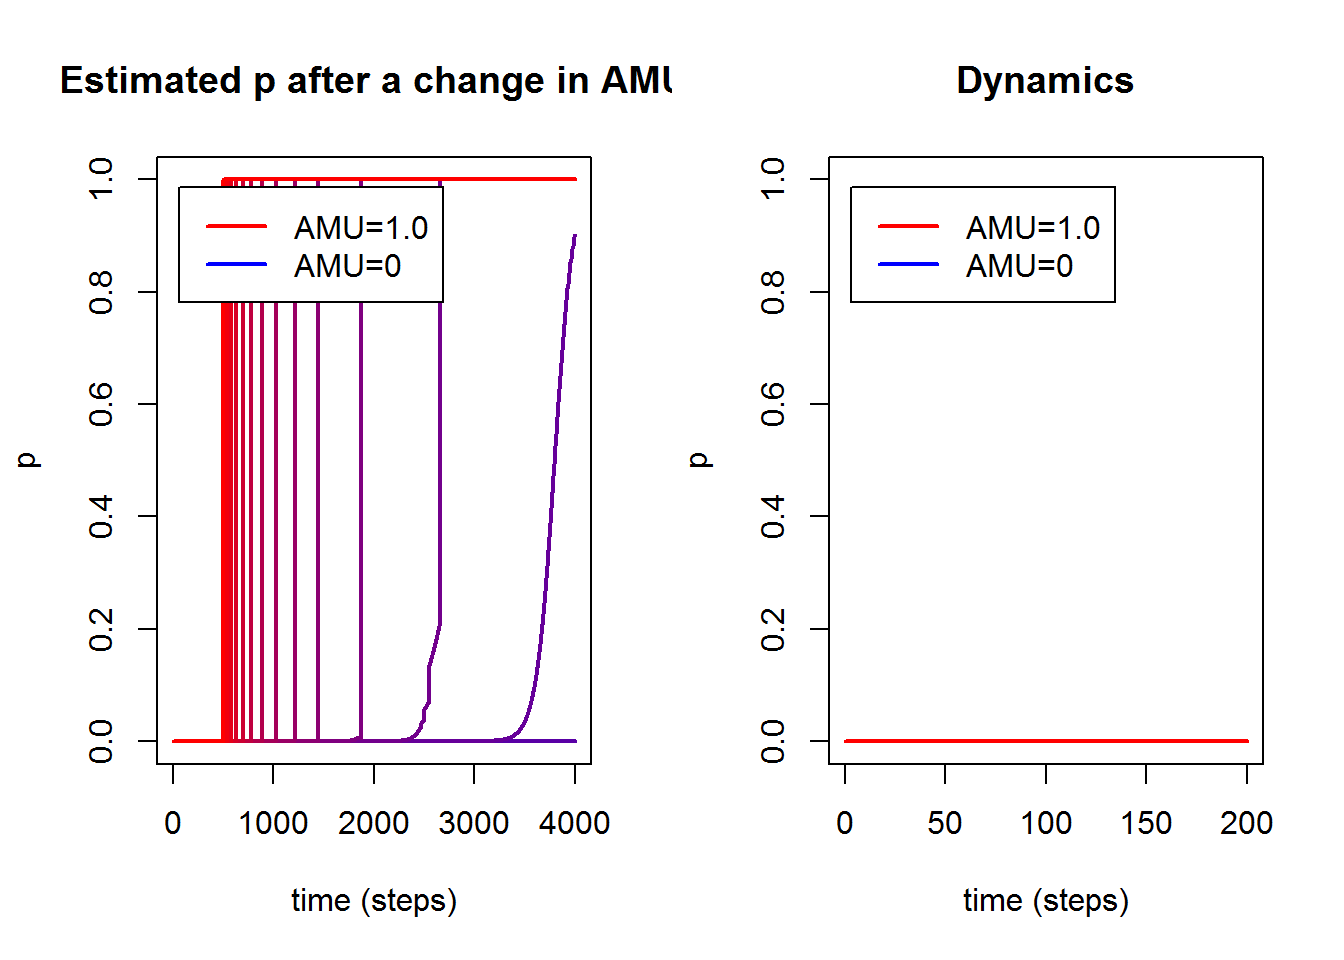 Estimated p after a change in AMU
AMU=1.0
AMU=0
p
0.0 0.2 0.4 0.6 0.8 1.0
0 1000 2000 3000 4000
time (steps)
Dynamics
AMU=1.0
AMU=0
p
0.0 0.2 0.4 0.6 0.8 1.0
0 50 100 150 200
time (steps)